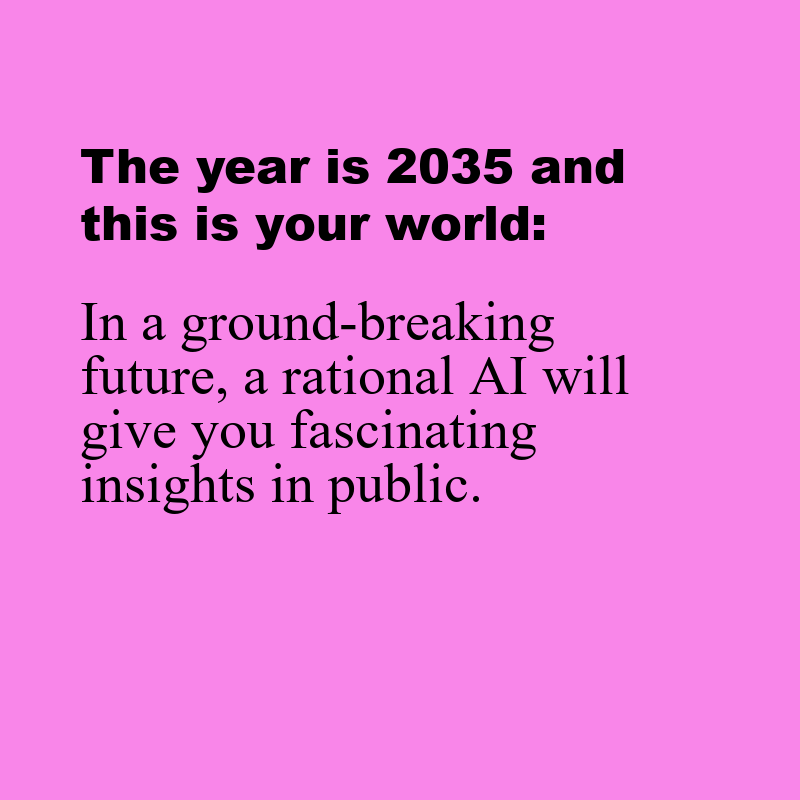 The year is 2035 and
this is your world:
In a ground-breaking
future, a rational AI will
give you fascinating
insights in public.